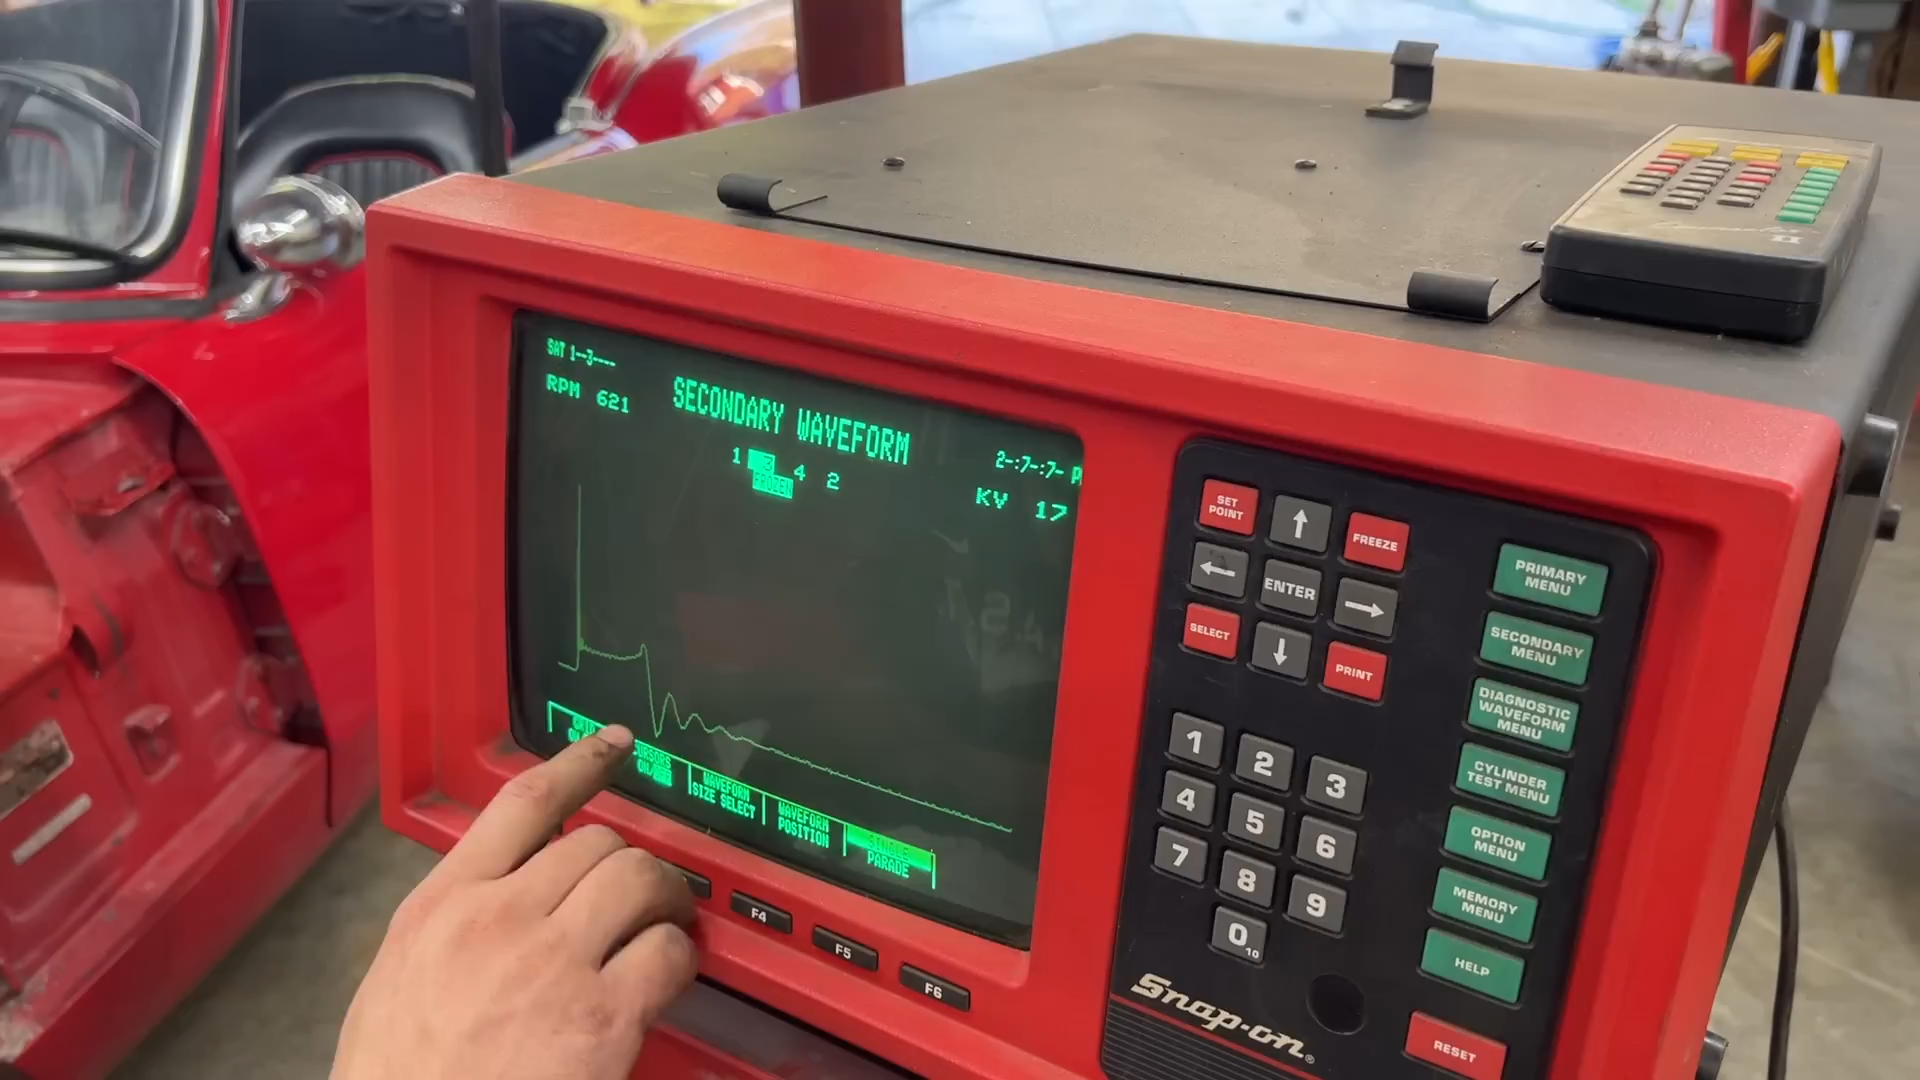 SAT 1--3----
RPM 621
SECONDARY WAVEFORM
1 3 4 2
FROZEN
2-:7-:7- P
KV 17
CURSORS
WAVEFORM
SIZE SELECT
WAVEFORM
POSITION
SINGLE
PARADE
F4
F5
F6
SET
POINT
FREEZE
ENTER
SELECT
PRINT
1
2
3
4
5
6
7
8
9
0
10
PRIMARY
MENU
SECONDARY
MENU
DIAGNOSTIC
WAVEFORM
MENU
CYLINDER
TEST MENU
OPTION
MENU
MEMORY
MENU
HELP
RESET
Snap-on®
II